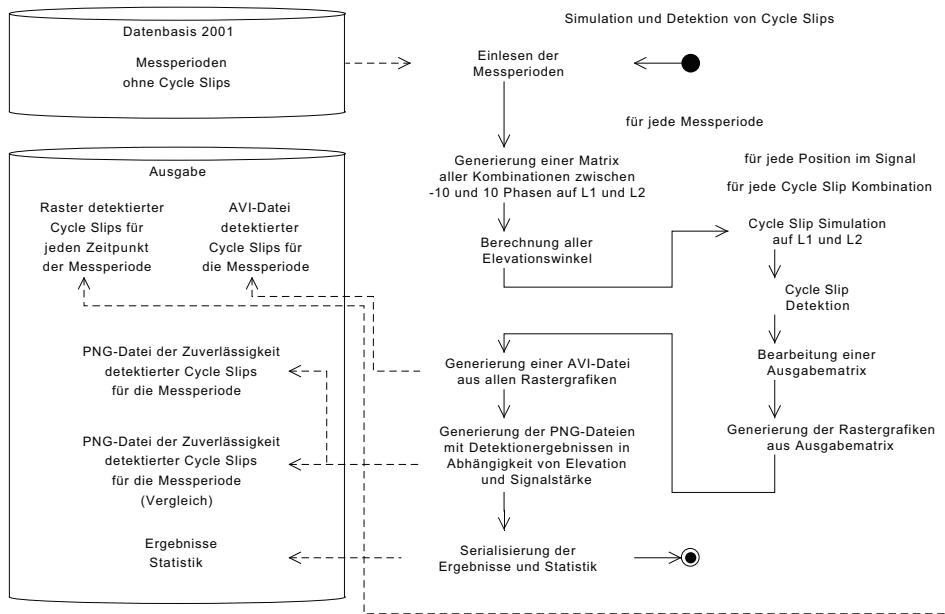 Datenbasis 2001
Messperioden
ohne Cycle Slips
Simulation und Detektion von Cycle Slips
Einlesen der
Messperioden
für jede Messperiode
Ausgabe
Raster detektierter
Cycle Slips für
jeden Zeitpunkt
der Messperiode
AVI-Datei
detektierter
Cycle Slips für
die Messperiode
Generierung einer Matrix
aller Kombinationen zwischen
-10 und 10 Phasen auf L1 und L2
für jede Position im Signal
für jede Cycle Slip Kombination
Berechnung aller
Elevationswinkel
Cycle Slip Simulation
auf L1 und L2
Cycle Slip
Detektion
PNG-Datei der Zuverlässigkeit
detektierter Cycle Slips
für die Messperiode
Generierung einer AVI-Datei
aus allen Rastergrafiken
Bearbeitung einer
Ausgabematrix
PNG-Datei der Zuverlässigkeit
detektierter Cycle Slips
für die Messperiode
(Vergleich)
Generierung der PNG-Dateien
mit Detektionergebnissen in
Abhängigkeit von Elevation
und Signalstärke
Generierung der Rastergrafiken
aus Ausgabematrix
Ergebnisse
Statistik
Serialisierung der
Ergebnisse und Statistik